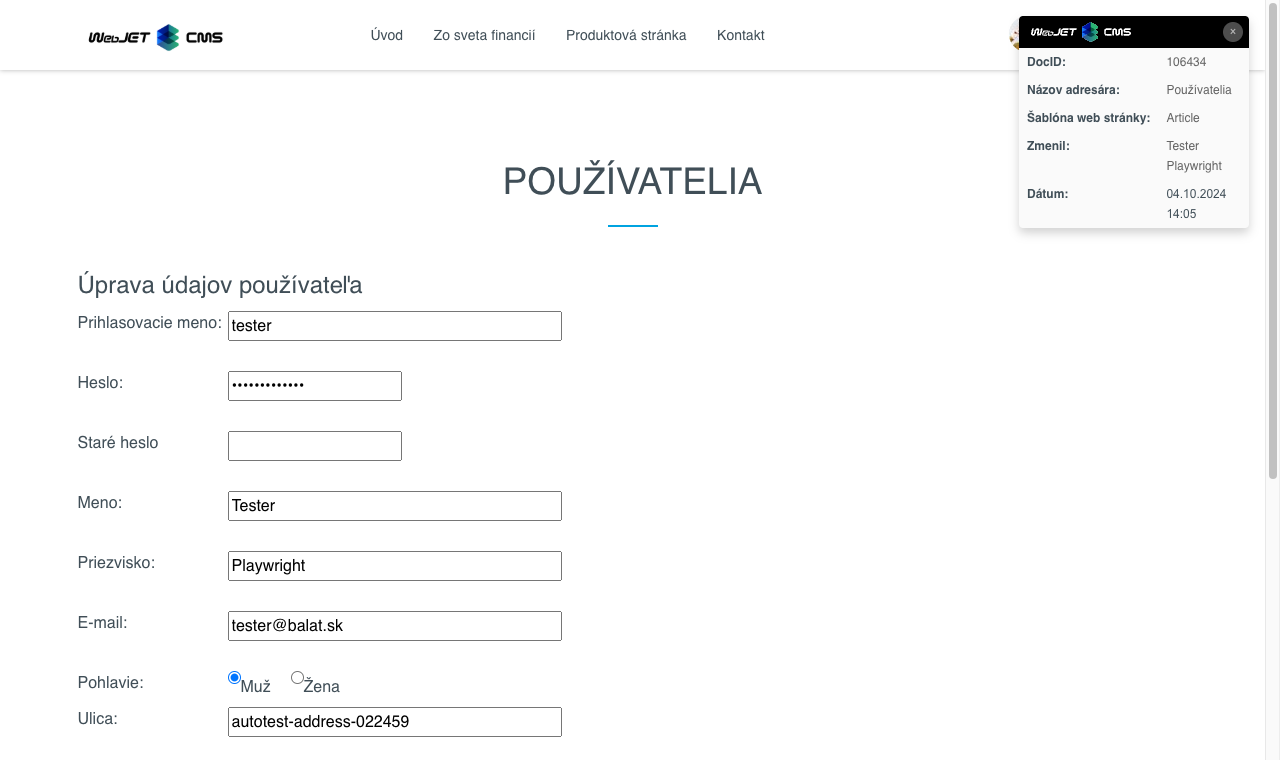 WebJET CMS
Úvod
Zo sveta financií
Produktová stránka
Kontakt
WebJET CMS
×
DocID: 106434
Názov adresára: Používatelia
Šablóna web stránky: Article
Zmenil: Tester
Playwright
Dátum: 04.10.2024
14:05
POUŽÍVATELIA
Úprava údajov používateľa
Prihlasovacie meno: tester
Heslo: •••••••••••••
Staré heslo
Meno: Tester
Priezvisko: Playwright
E-mail: tester@balat.sk
Pohlavie: Muž Žena
Ulica: autotest-address-022459